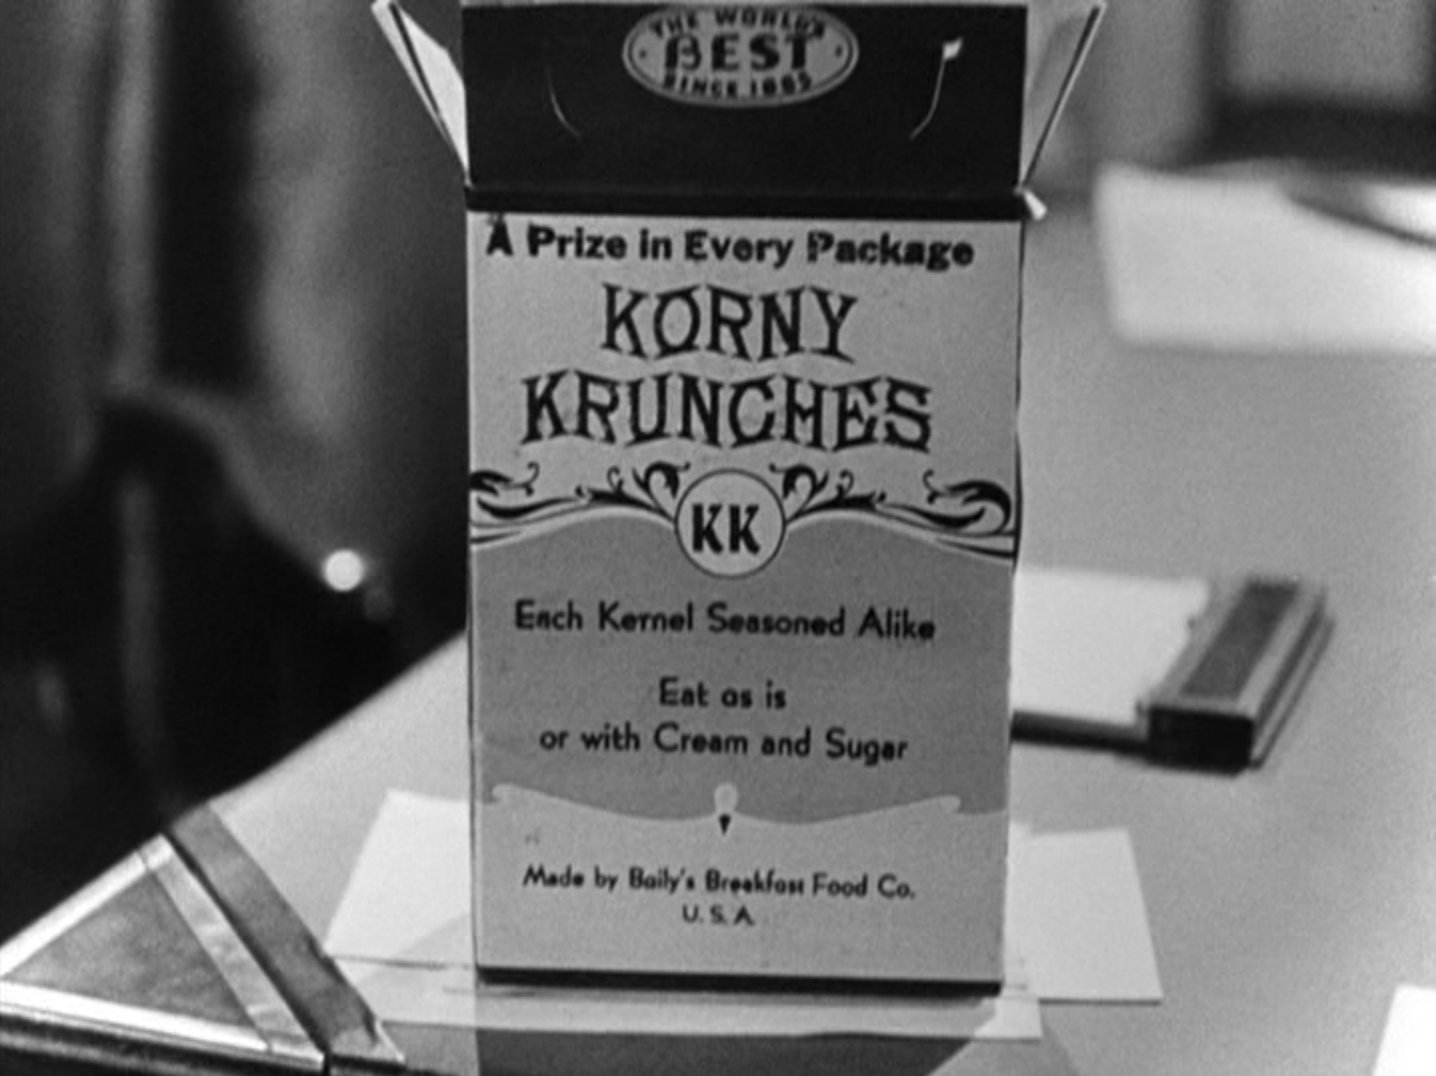 THE WORLD'S
BEST
SINCE 1885
A Prize in Every Package
KORNY
KRUNCHES
KK
Each Kernel Seasoned Alike
Eat as is
or with Cream and Sugar
Made by Baily's Breakfast Food Co.
U. S. A